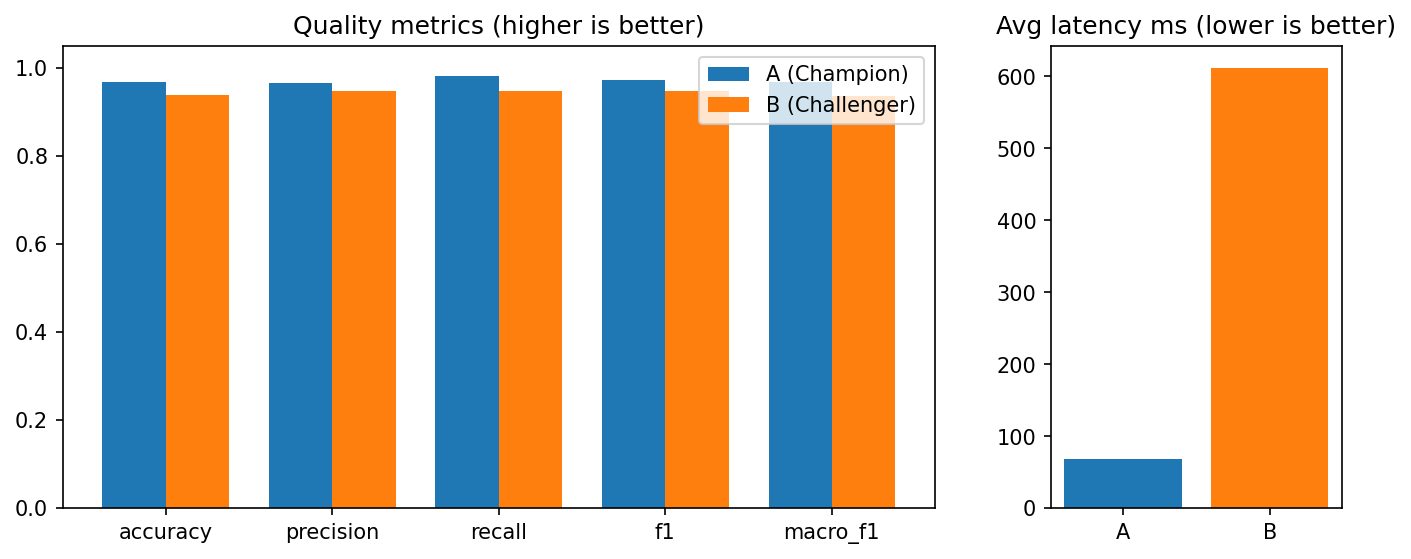 Quality metrics (higher is better)
1.0
0.8
0.6
0.4
0.2
0.0
A (Champion)
B (Challenger)
accuracy precision recall f1 macro_f1
Avg latency ms (lower is better)
600
500
400
300
200
100
0
A B